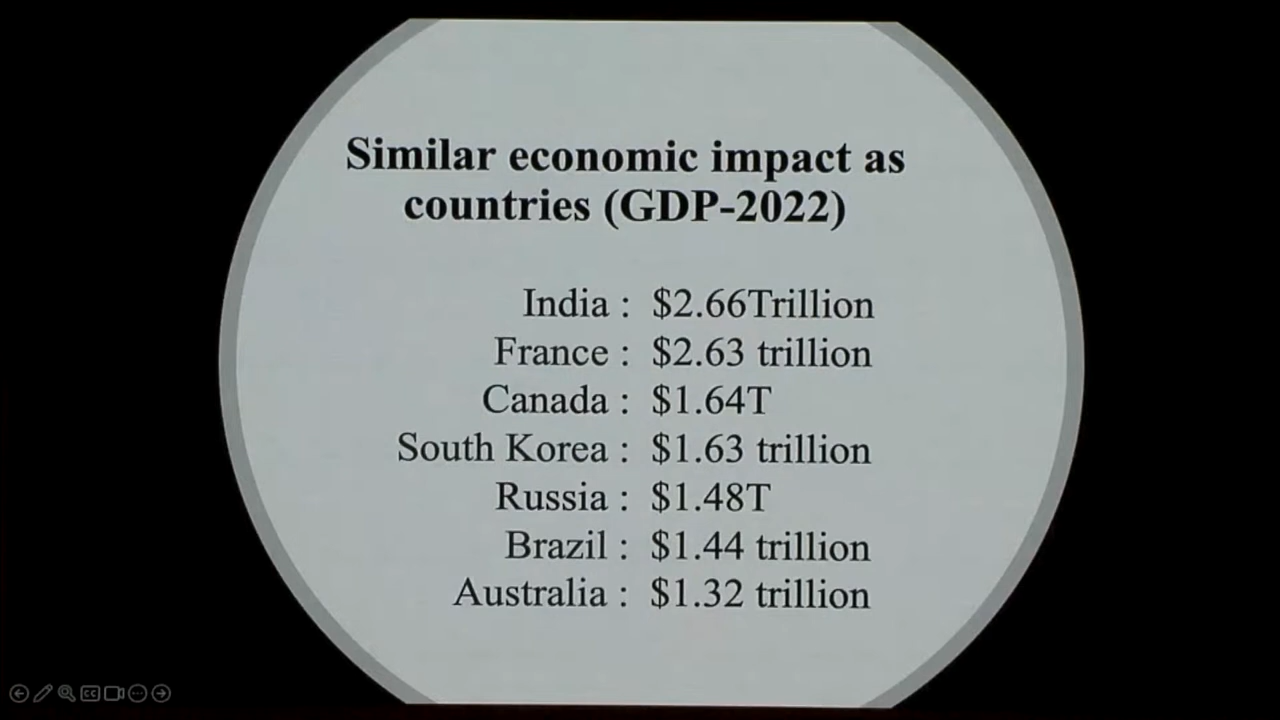 Similar economic impact as
countries (GDP-2022)
India : $2.66Trillion
France : $2.63 trillion
Canada : $1.64T
South Korea : $1.63 trillion
Russia : $1.48T
Brazil : $1.44 trillion
Australia : $1.32 trillion
CC